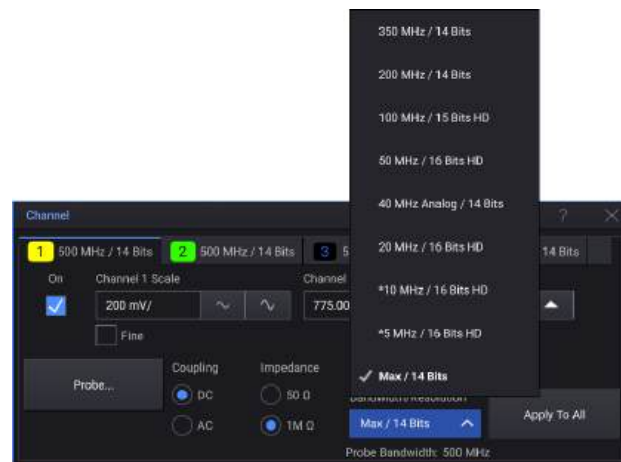 350 MHz / 14 Bits
200 MHz / 14 Bits
100 MHz / 15 Bits HD
50 MHz / 16 Bits HD
40 MHz Analog / 14 Bits
20 MHz / 16 Bits HD
*10 MHz / 16 Bits HD
*5 MHz / 16 Bits HD
✓ Max / 14 Bits
Channel ? ×
1 500 MHz / 14 Bits 2 500 MHz / 14 Bits 3 5 14 Bits
On Channel 1 Scale Channel
200 mV/ 775.00
Fine
Probe...
Coupling Impedance
DC 50 Ω
AC 1M Ω
Bandwidth/Resolution
Max / 14 Bits
Apply To All
Probe Bandwidth: 500 MHz